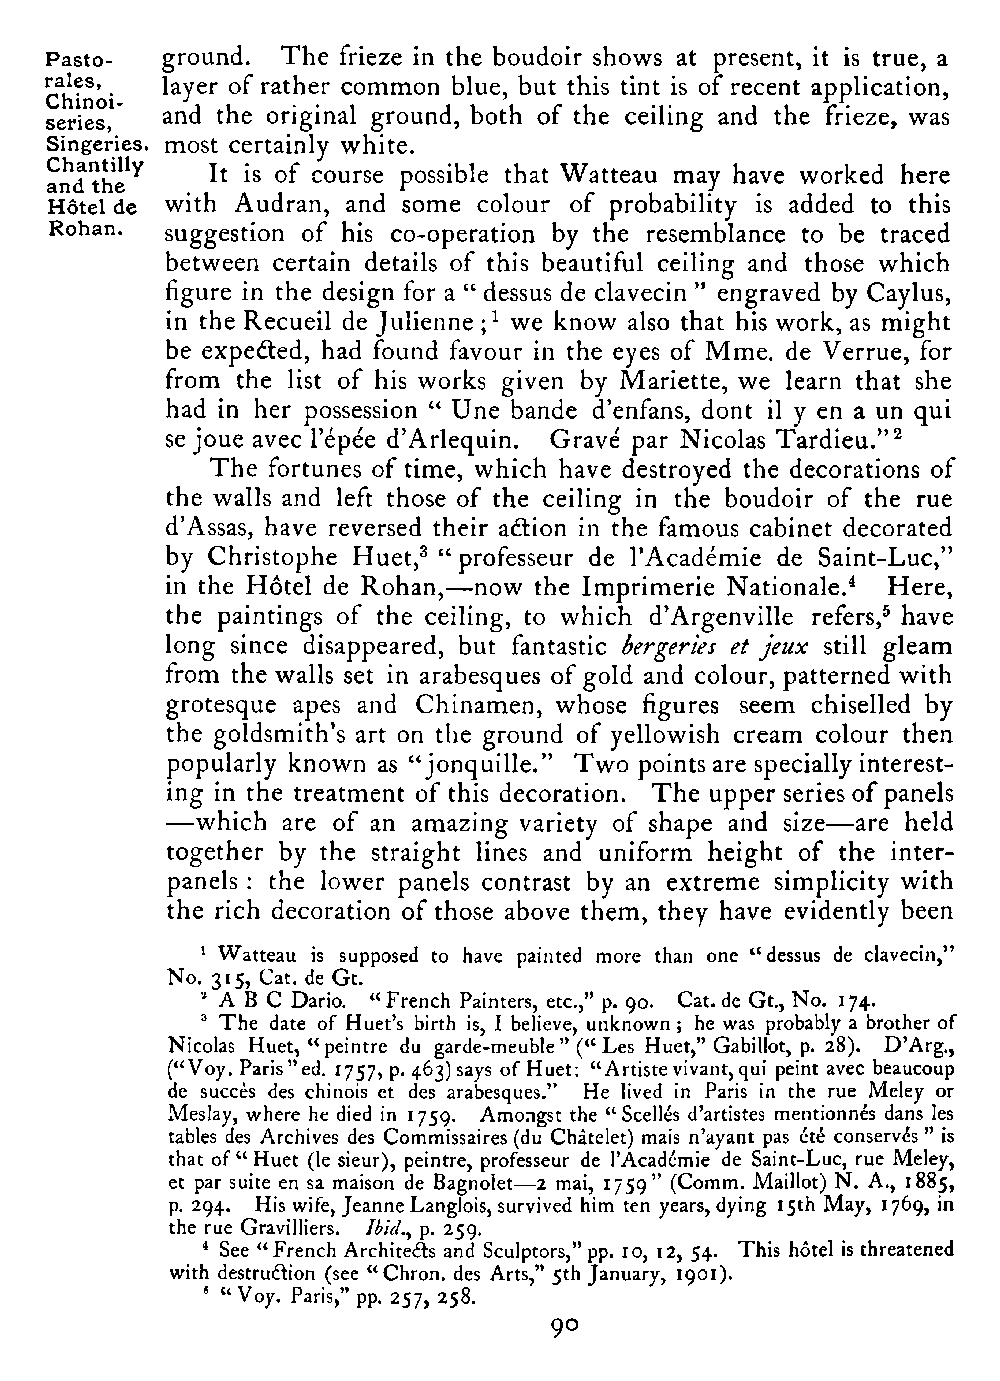 Pasto-
rales,
Chinoi-
series,
Singeries.
Chantilly
and the
Hôtel de
Rohan.
ground. The frieze in the boudoir shows at present, it is true, a
layer of rather common blue, but this tint is of recent application,
and the original ground, both of the ceiling and the frieze, was
most certainly white.
It is of course possible that Watteau may have worked here
with Audran, and some colour of probability is added to this
suggestion of his co-operation by the resemblance to be traced
between certain details of this beautiful ceiling and those which
figure in the design for a “ dessus de clavecin ” engraved by Caylus,
in the Recueil de Julienne ;¹ we know also that his work, as might
be expected, had found favour in the eyes of Mme. de Verrue, for
from the list of his works given by Mariette, we learn that she
had in her possession “ Une bande d’enfans, dont il y en a un qui
se joue avec l’épée d’Arlequin. Gravé par Nicolas Tardieu.”²
The fortunes of time, which have destroyed the decorations of
the walls and left those of the ceiling in the boudoir of the rue
d’Assas, have reversed their action in the famous cabinet decorated
by Christophe Huet,³ “ professeur de l’Académie de Saint-Luc,”
in the Hôtel de Rohan,—now the Imprimerie Nationale.⁴ Here,
the paintings of the ceiling, to which d’Argenville refers,⁵ have
long since disappeared, but fantastic bergeries et jeux still gleam
from the walls set in arabesques of gold and colour, patterned with
grotesque apes and Chinamen, whose figures seem chiselled by
the goldsmith’s art on the ground of yellowish cream colour then
popularly known as “jonquille.” Two points are specially interest-
ing in the treatment of this decoration. The upper series of panels
—which are of an amazing variety of shape and size—are held
together by the straight lines and uniform height of the inter-
panels : the lower panels contrast by an extreme simplicity with
the rich decoration of those above them, they have evidently been
¹ Watteau is supposed to have painted more than one “dessus de clavecin,”
No. 315, Cat. de Gt.
² A B C Dario. “French Painters, etc.,” p. 90. Cat. de Gt., No. 174.
³ The date of Huet’s birth is, I believe, unknown ; he was probably a brother of
Nicolas Huet, “peintre du garde-meuble” (“Les Huet,” Gabillot, p. 28). D’Arg.,
(“Voy. Paris” ed. 1757, p. 463) says of Huet: “Artiste vivant, qui peint avec beaucoup
de succès des chinois et des arabesques.” He lived in Paris in the rue Meley or
Meslay, where he died in 1759. Amongst the “Scellés d’artistes mentionnés dans les
tables des Archives des Commissaires (du Châtelet) mais n’ayant pas été conservés ” is
that of “ Huet (le sieur), peintre, professeur de l’Académie de Saint-Luc, rue Meley,
et par suite en sa maison de Bagnolet—2 mai, 1759” (Comm. Maillot) N. A., 1885,
p. 294. His wife, Jeanne Langlois, survived him ten years, dying 15th May, 1769, in
the rue Gravilliers. Ibid., p. 259.
⁴ See “French Architects and Sculptors,” pp. 10, 12, 54. This hôtel is threatened
with destruction (see “Chron. des Arts,” 5th January, 1901).
⁵ “Voy. Paris,” pp. 257, 258.
90